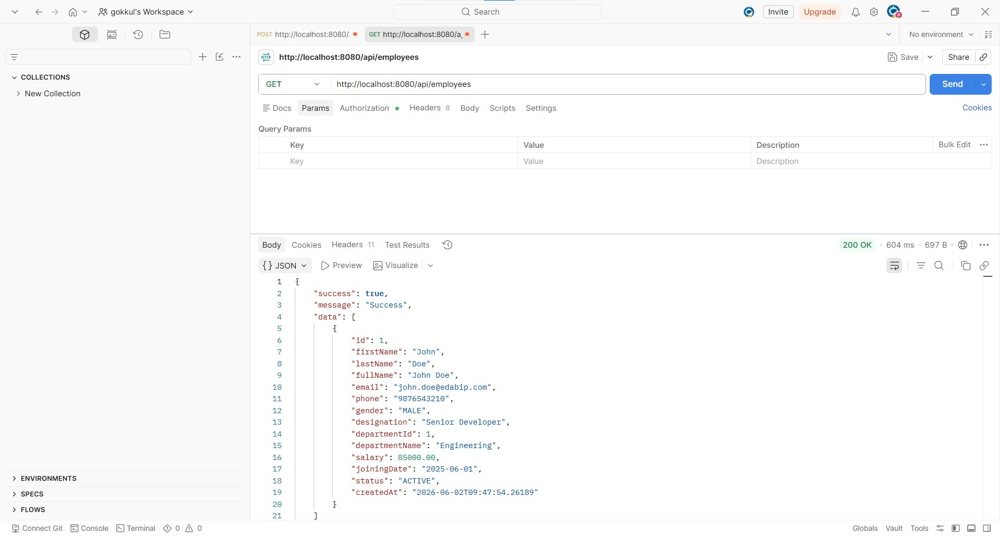 gokkul's Workspace
Search
Invite
Upgrade
POST http://localhost:8080/
GET http://localhost:8080/a
No environment
COLLECTIONS
New Collection
HTTP http://localhost:8080/api/employees
Save
Share
GET http://localhost:8080/api/employees
Send
Docs Params Authorization Headers 8 Body Scripts Settings
Cookies
Query Params
Key Value Description Bulk Edit
Key Value Description
Body Cookies Headers 11 Test Results
200 OK • 604 ms • 697 B
{} JSON Preview Visualize
1 {
2 "success": true,
3 "message": "Success",
4 "data": [
5 {
6 "id": 1,
7 "firstName": "John",
8 "lastName": "Doe",
9 "fullName": "John Doe",
10 "email": "john.doe@edabip.com",
11 "phone": "9876543210",
12 "gender": "MALE",
13 "designation": "Senior Developer",
14 "departmentId": 1,
15 "departmentName": "Engineering",
16 "salary": 85000.00,
17 "joiningDate": "2025-06-01",
18 "status": "ACTIVE",
19 "createdAt": "2026-06-02T09:47:54.26189"
20 }
21 ]
ENVIRONMENTS
SPECS
FLOWS
Connect Git Console Terminal 0 0
Globals Vault Tools